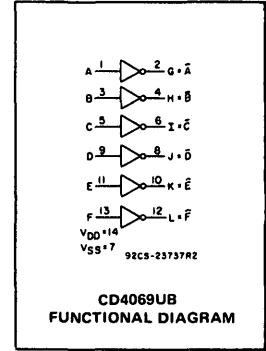 A 1 2 G = A̅
B 3 4 H = B̅
C 5 6 I = C̅
D 9 8 J = D̅
E 11 10 K = E̅
F 13 12 L = F̅
VDD = 14
VSS = 7
92CS-23737R2
CD4069UB
FUNCTIONAL DIAGRAM